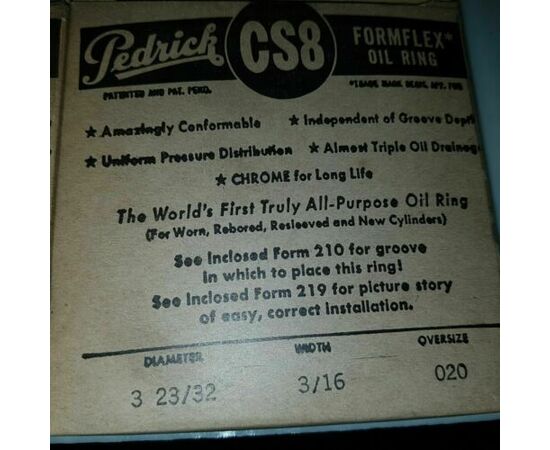 Pedrick CS8 FORMFLEX*
OIL RING
PATENTED AND PAT. PEND. *TRADE MARK REGIS. APP. FOR
★ Amazingly Conformable ★ Independent of Groove Depth
★ Uniform Pressure Distribution ★ Almost Triple Oil Drainage
★ CHROME for Long Life
The World's First Truly All-Purpose Oil Ring
(For Worn, Rebored, Resleeved and New Cylinders)
See Inclosed Form 210 for groove
in which to place this ring!
See Inclosed Form 219 for picture story
of easy, correct installation.
DIAMETER WIDTH OVERSIZE
3 23/32 3/16 020